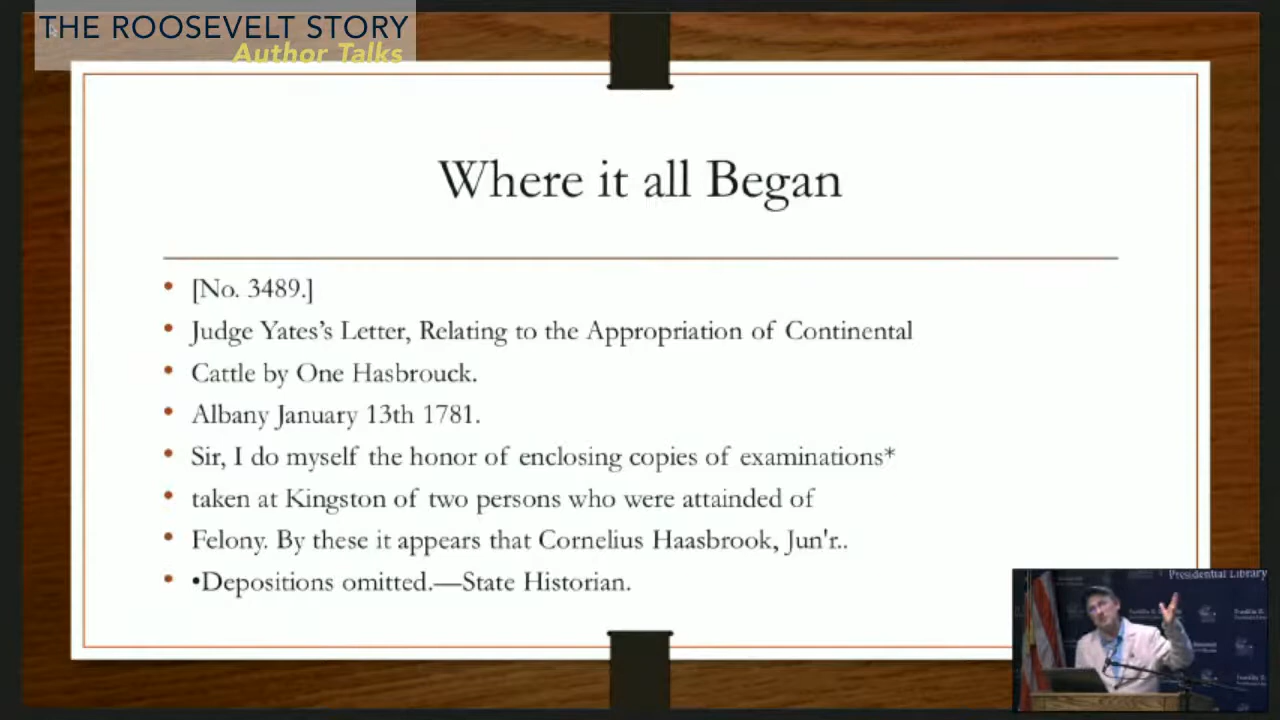 THE ROOSEVELT STORY
Author Talks
Where it all Began
• [No. 3489.]
• Judge Yates’s Letter, Relating to the Appropriation of Continental
• Cattle by One Hasbrouck.
• Albany January 13th 1781.
• Sir, I do myself the honor of enclosing copies of examinations*
• taken at Kingston of two persons who were attainded of
• Felony. By these it appears that Cornelius Haasbrook, Jun'r..
• •Depositions omitted.—State Historian.
Presidential Library